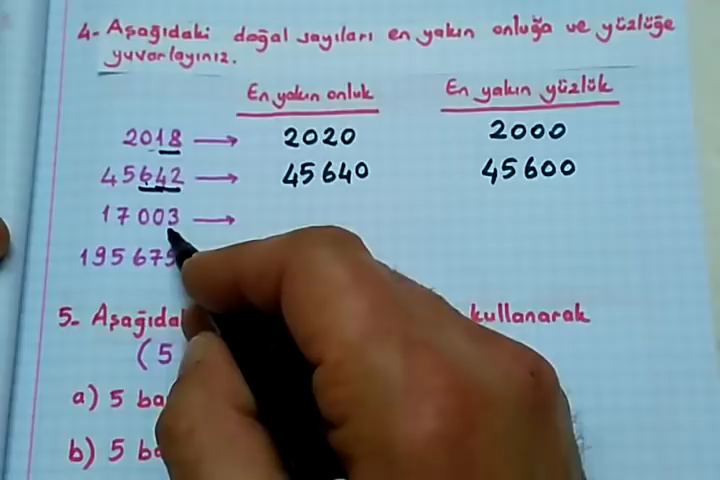 4- Aşağıdaki doğal sayıları en yakın onluğa ve yüzlüğe
yuvarlayınız.
En yakın onluk En yakın yüzlük
2018 → 2020 2000
45642 → 45640 45600
17003 →
19567
5- kullanarak
(5
a) 5
b) 5